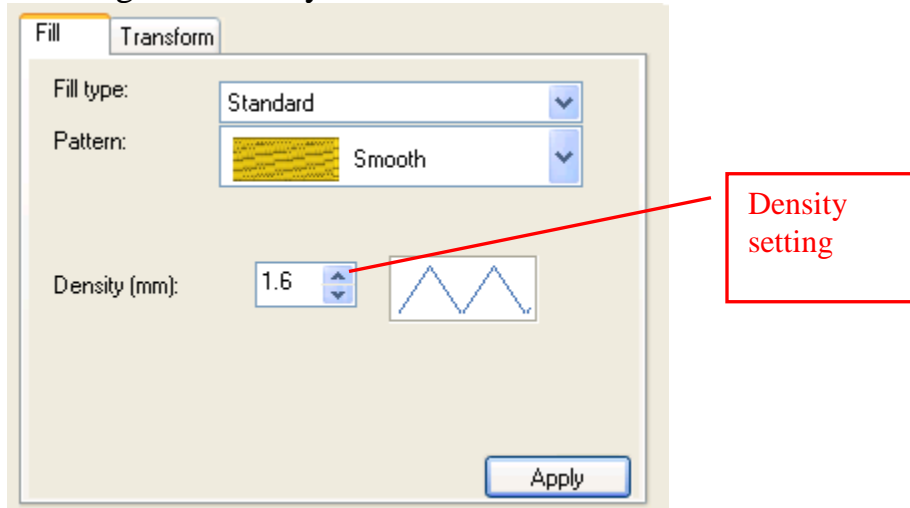 Fill Transform
Fill type: Standard
Pattern: Smooth
Density
setting
Density (mm): 1.6
Apply